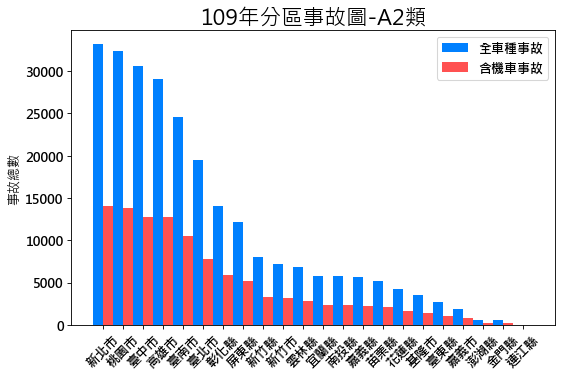 109年分區事故圖-A2類
全車種事故
含機車事故
事故總數
30000
25000
20000
15000
10000
5000
0
新北市
桃園市
臺中市
高雄市
臺南市
臺北市
彰化縣
屏東縣
新竹縣
新竹市
雲林縣
宜蘭縣
南投縣
嘉義縣
苗栗縣
花蓮縣
基隆市
臺東縣
嘉義市
澎湖縣
金門縣
連江縣